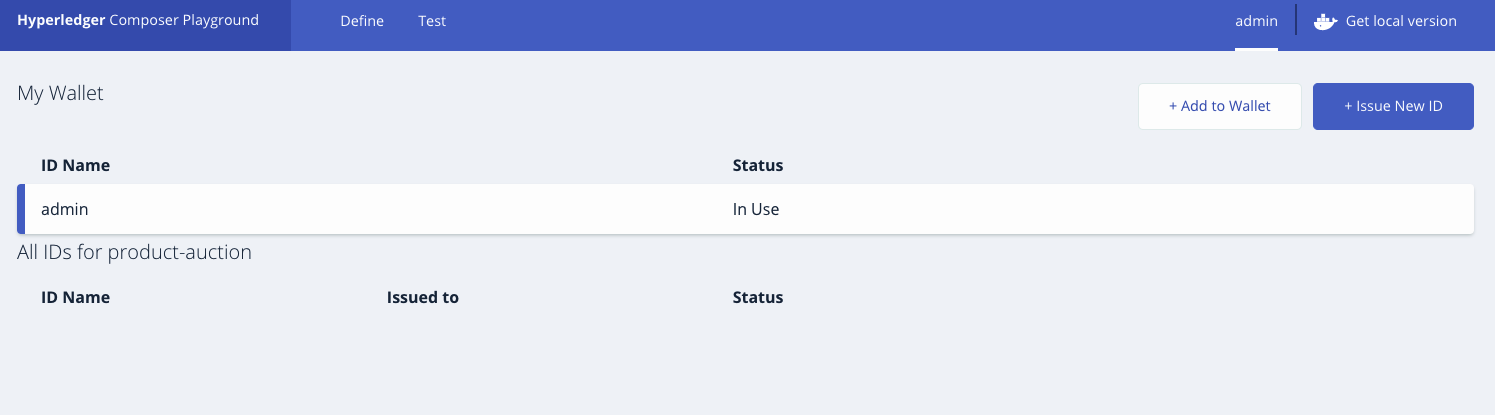 Hyperledger Composer Playground Define Test admin Get local version
My Wallet + Add to Wallet + Issue New ID
ID Name Status
admin In Use
All IDs for product-auction
ID Name Issued to Status